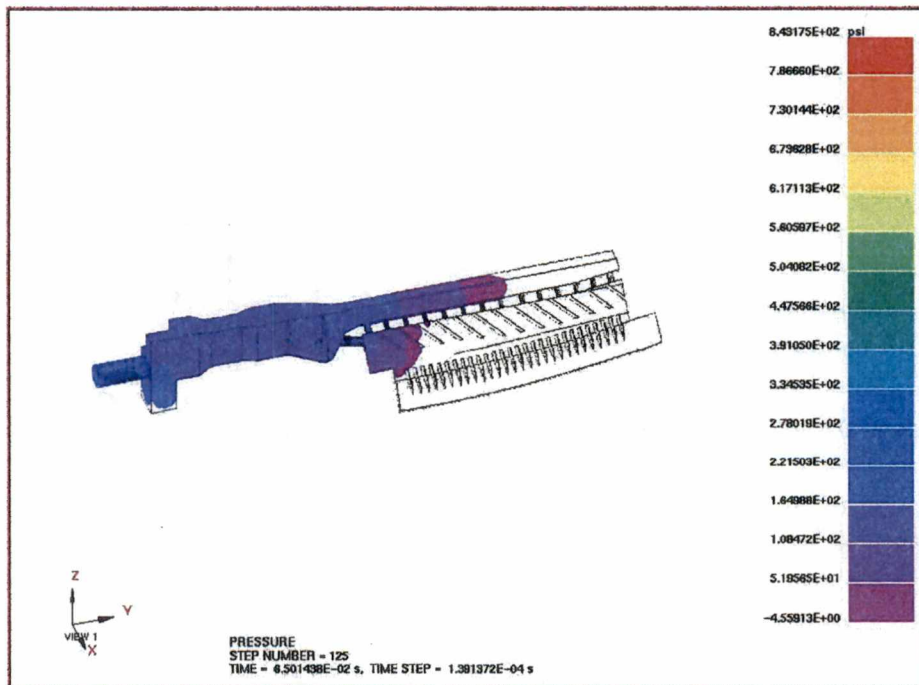 8.43175E+02 psi
7.86660E+02
7.30144E+02
6.73628E+02
6.17113E+02
5.60597E+02
5.04082E+02
4.47566E+02
3.91050E+02
3.34535E+02
2.78019E+02
2.21503E+02
1.64988E+02
1.08472E+02
5.19565E+01
-4.55913E+00
Z
Y
VIEW 1
X
PRESSURE
STEP NUMBER = 125
TIME = 6.501438E-02 s, TIME STEP = 1.391372E-04 s